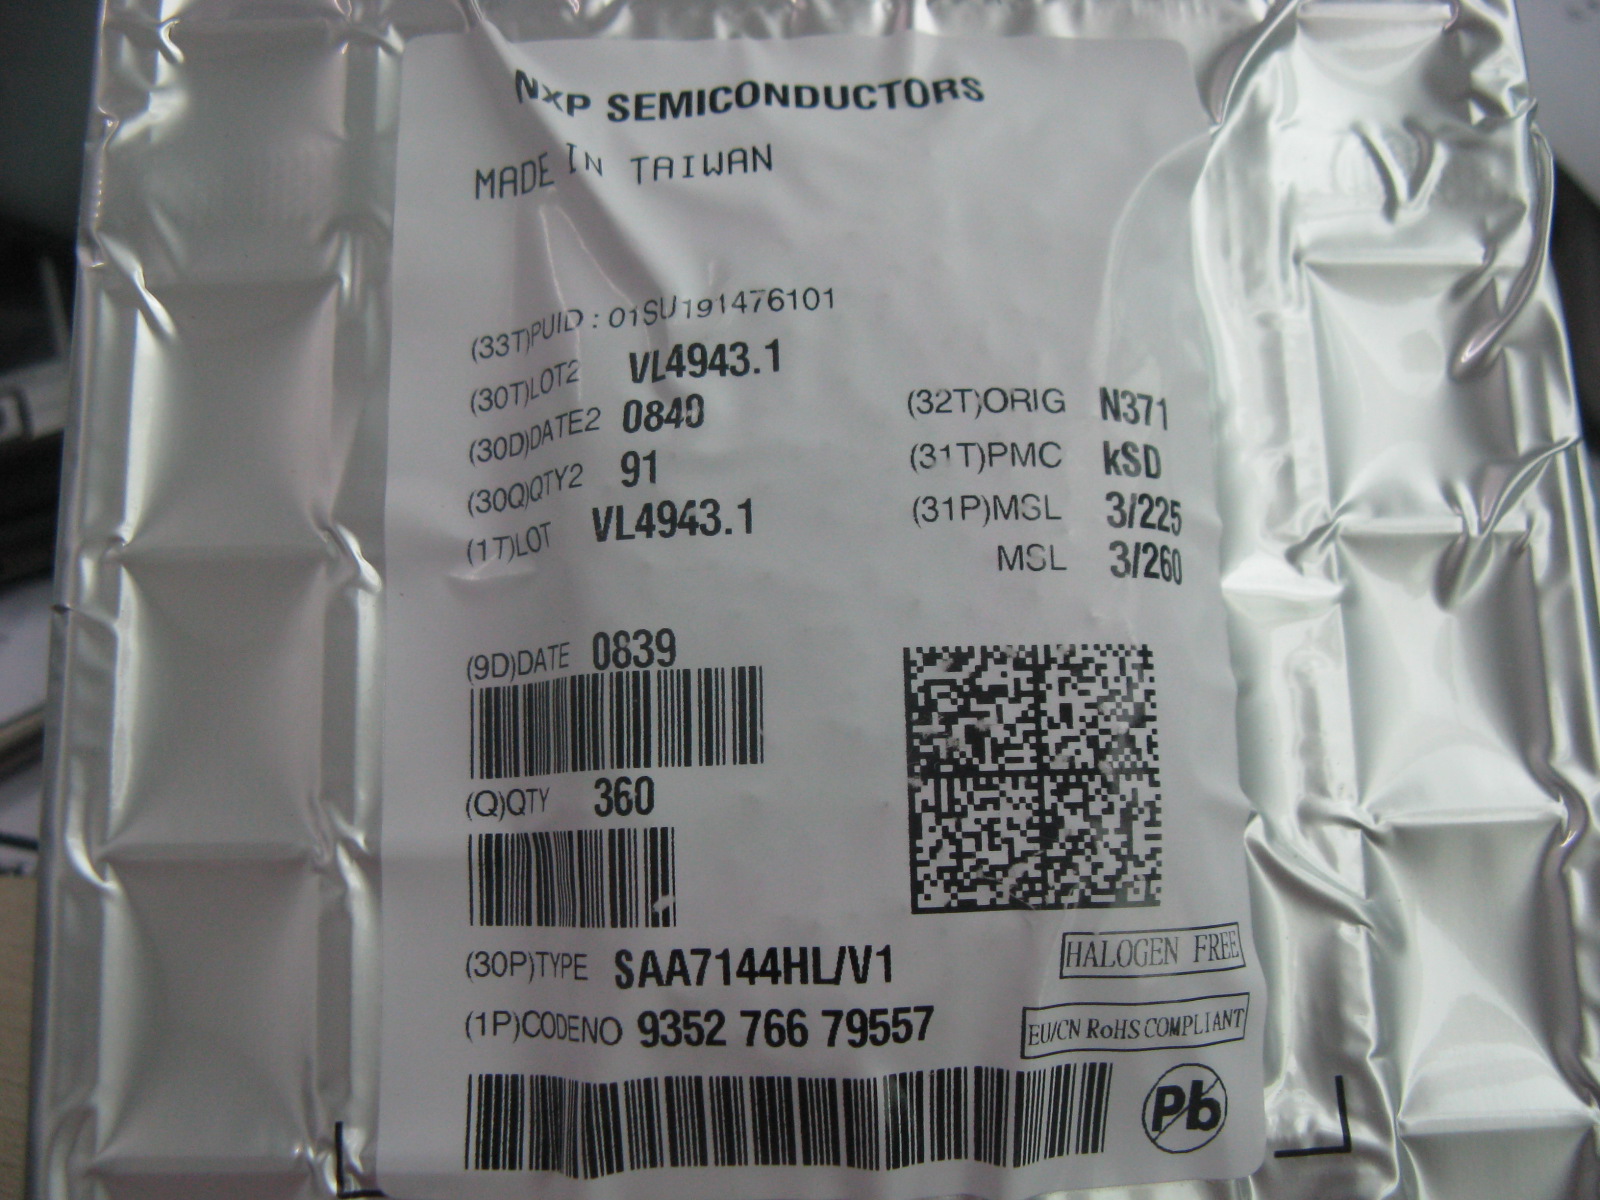 NXP SEMICONDUCTORS
MADE IN TAIWAN
(33T)PUID : 01SU191476101
(30T)LOT2 VL4943.1
(30D)DATE2 0840
(32T)ORIG N371
(30Q)QTY2 91
(31T)PMC kSD
(1T)LOT VL4943.1
(31P)MSL 3/225
MSL 3/260
(9D)DATE 0839
(Q)QTY 360
(30P)TYPE SAA7144HL/V1
HALOGEN FREE
(1P)CODENO 9352 766 79557
EU/CN RoHS COMPLIANT
Pb